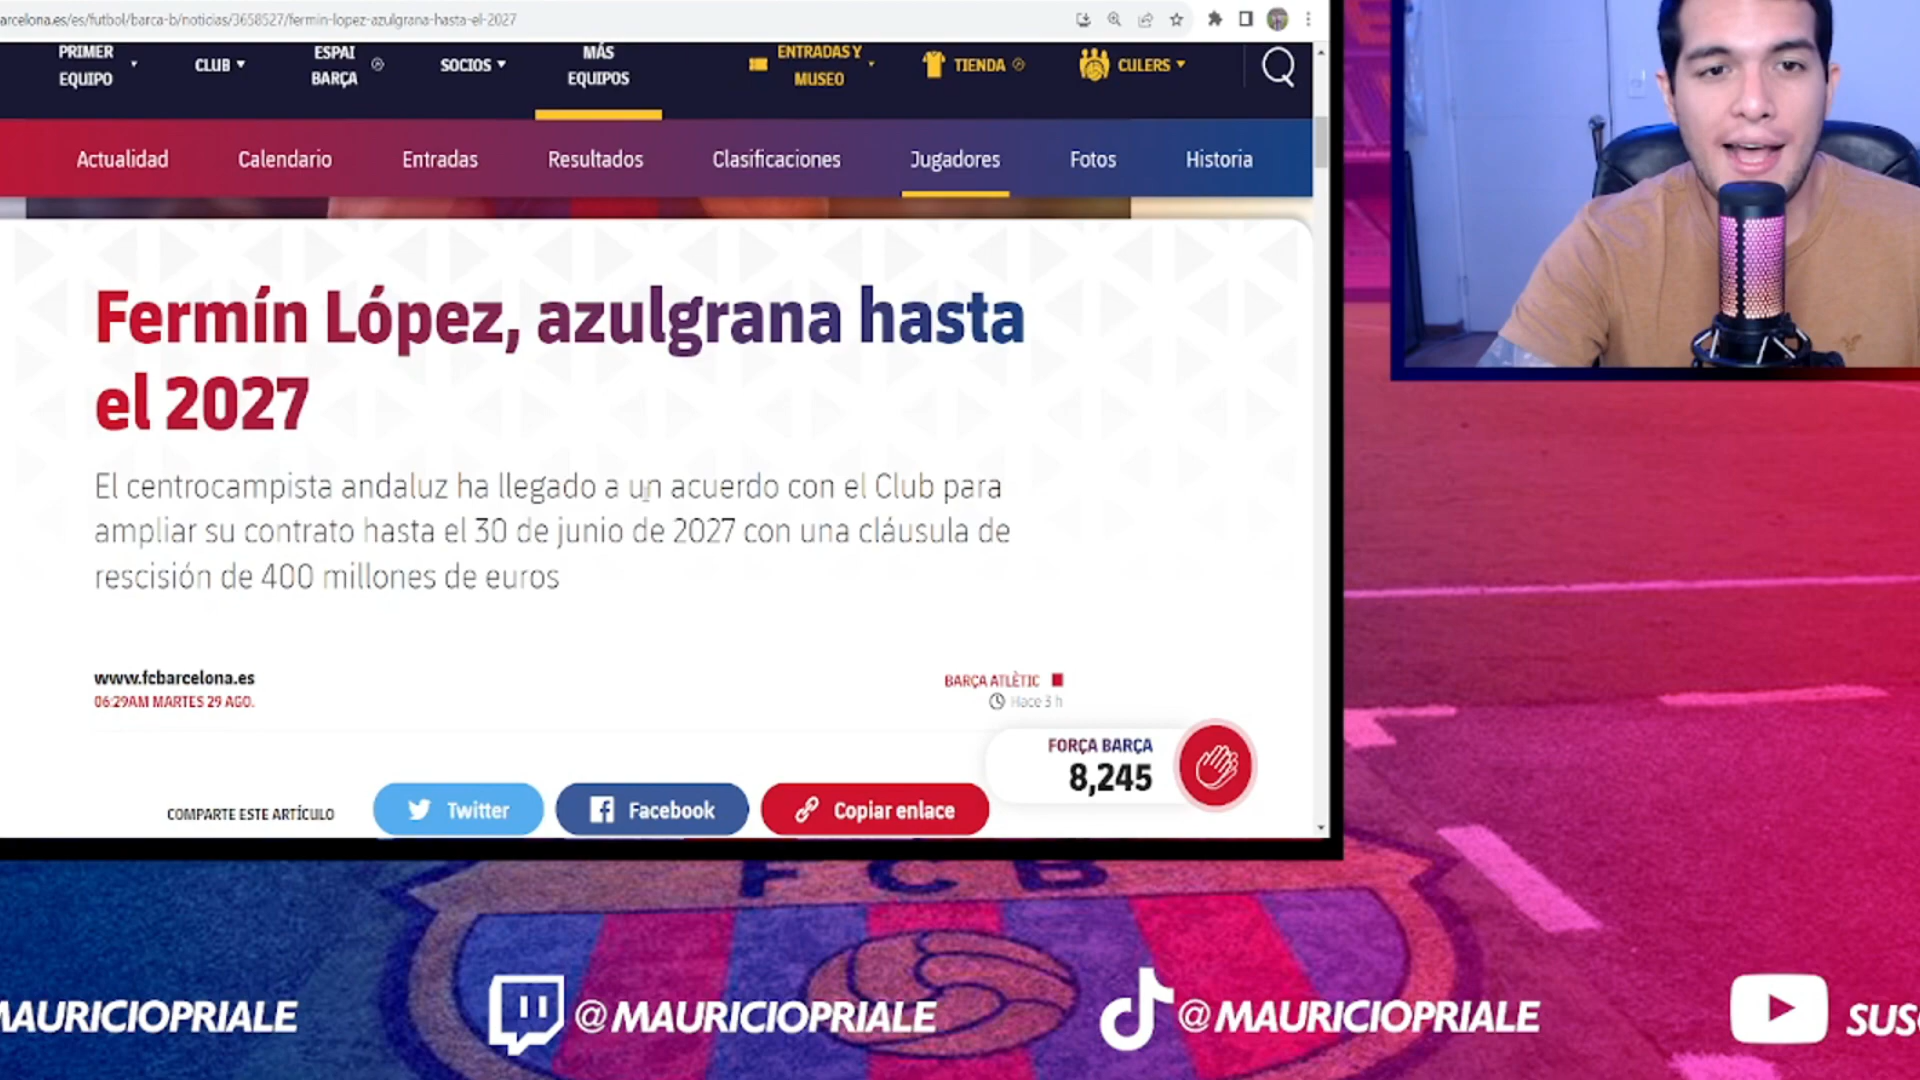 arcelona.es/es/futbol/barca-b/noticias/3658527/fermin-lopez-azulgrana-hasta-el-2027
PRIMER
EQUIPO
CLUB
ESPAI
BARÇA
SOCIOS
MÁS
EQUIPOS
ENTRADAS Y
MUSEO
TIENDA
CULERS
Actualidad Calendario Entradas Resultados Clasificaciones Jugadores Fotos Historia
Fermín López, azulgrana hasta
el 2027
El centrocampista andaluz ha llegado a un acuerdo con el Club para
ampliar su contrato hasta el 30 de junio de 2027 con una cláusula de
rescisión de 400 millones de euros
www.fcbarcelona.es
06:29AM MARTES 29 AGO.
BARÇA ATLÈTIC
Hace 3 h
FORÇA BARÇA
8,245
COMPARTE ESTE ARTÍCULO
Twitter
Facebook
Copiar enlace
FCB
MAURICIOPRIALE
@MAURICIOPRIALE
@MAURICIOPRIALE
SUS